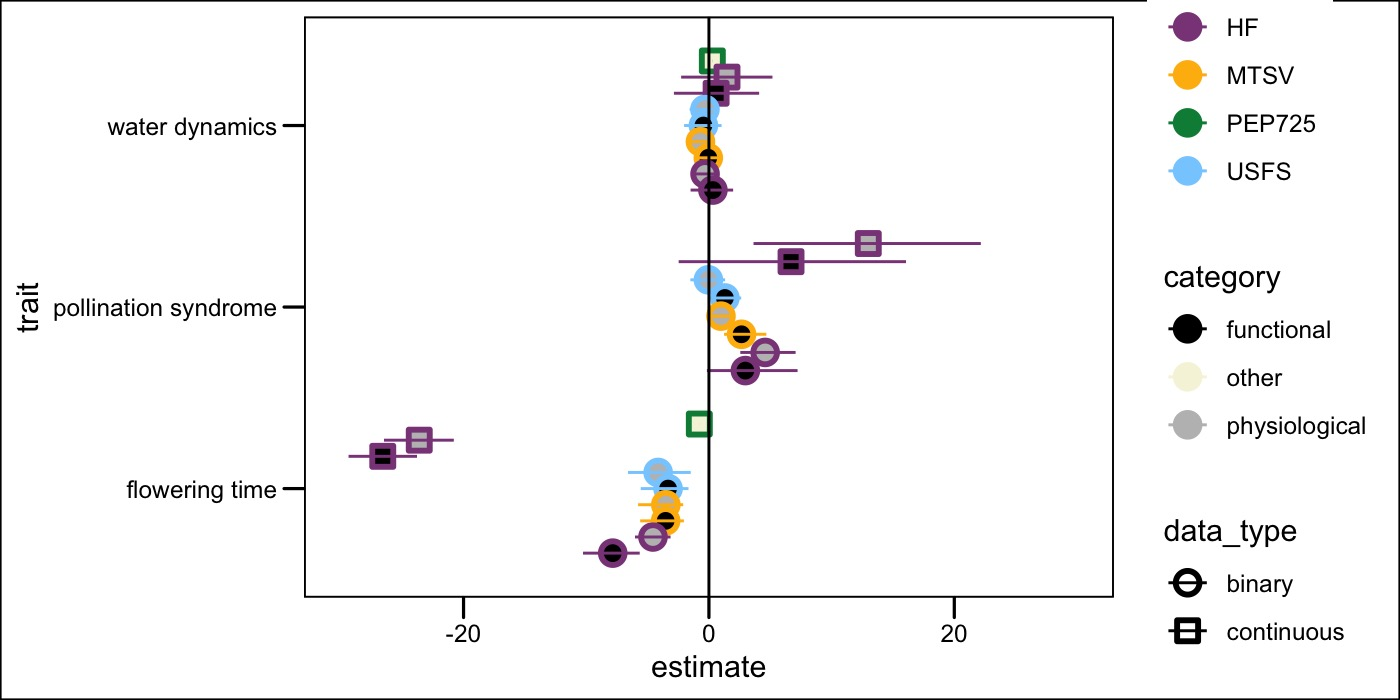 trait
water dynamics
pollination syndrome
flowering time
-20
0
20
estimate
HF
MTSV
PEP725
USFS
category
functional
other
physiological
data_type
binary
continuous